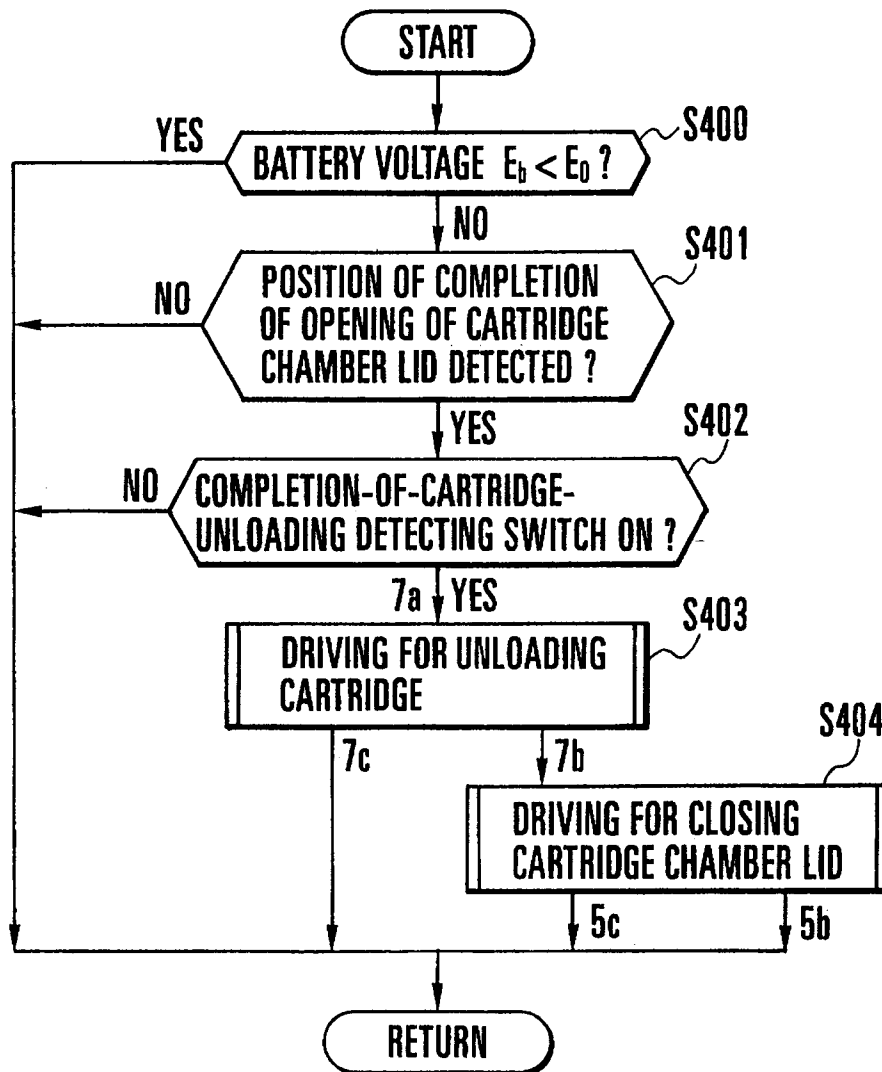 START
YES
S400
BATTERY VOLTAGE Eb < E0 ?
NO
S401
NO
POSITION OF COMPLETION
OF OPENING OF CARTRIDGE
CHAMBER LID DETECTED ?
YES
S402
NO
COMPLETION-OF-CARTRIDGE-
UNLOADING DETECTING SWITCH ON ?
7a YES
S403
DRIVING FOR UNLOADING
CARTRIDGE
7c
7b
S404
DRIVING FOR CLOSING
CARTRIDGE CHAMBER LID
5c
5b
RETURN